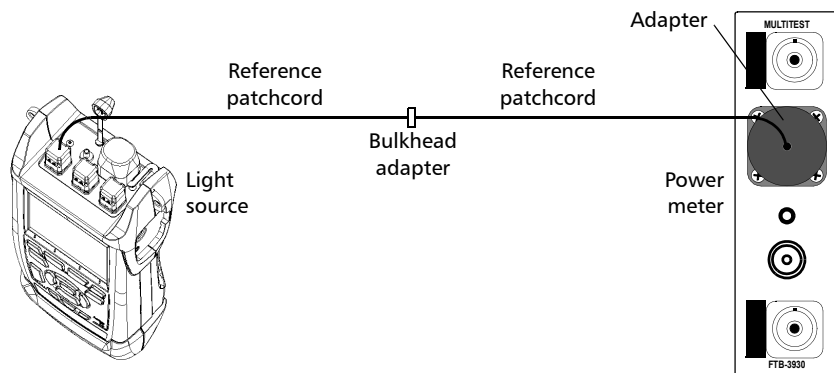 Adapter
MULTITEST
Reference
patchcord
Reference
patchcord
Bulkhead
adapter
Light
source
Power
meter
FTB-3930